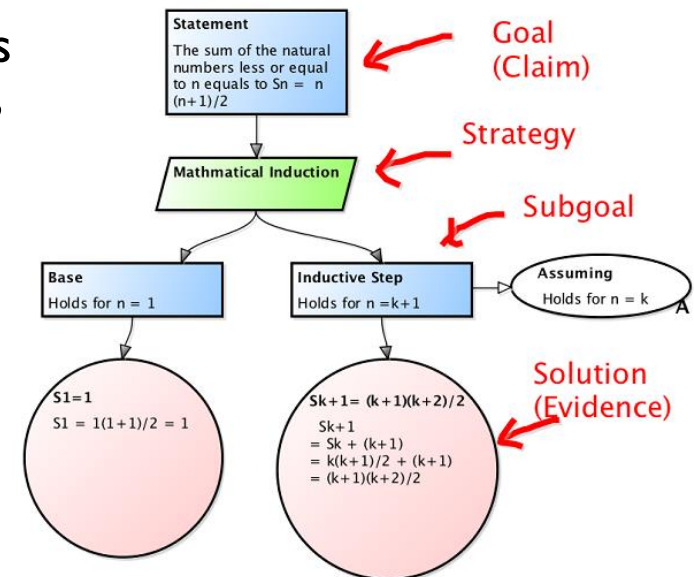 s
Statement
The sum of the natural
numbers less or equal
to n equals to Sn = n
(n+1)/2
Goal
(Claim)
Mathmatical Induction
Strategy
Subgoal
Base
Holds for n = 1
Inductive Step
Holds for n =k+1
Assuming
Holds for n = k
A
S1=1
S1 = 1(1+1)/2 = 1
Sk+1= (k+1)(k+2)/2
Sk+1
= Sk + (k+1)
= k(k+1)/2 + (k+1)
= (k+1)(k+2)/2
Solution
(Evidence)